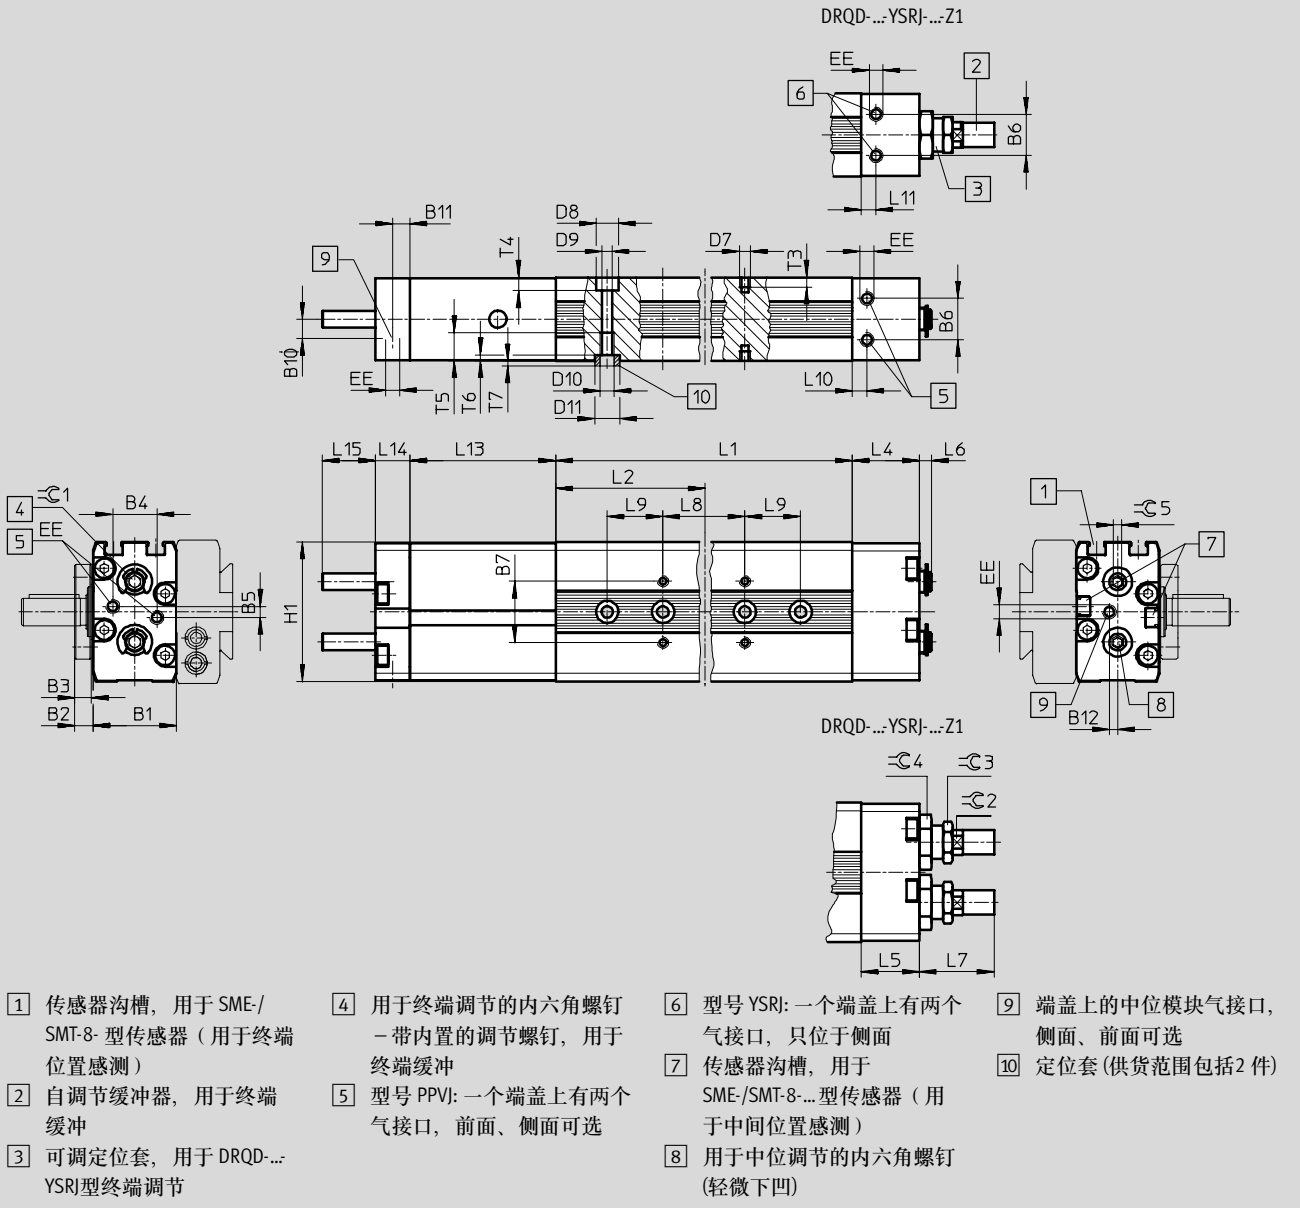 DRQD-...-YSRJ-...-Z1
EE
2
6
B6
3
L11
B11
D8
D9
T4
D7
T3
EE
9
B10
B6
EE
T5
T6
T7
D10
D11
10
L10
5
L15
L14
L13
L1
L4
L6
L2
L9
L8
L9
4
1
5
EE
B4
B5
B3
B2
B1
H1
B7
1
5
7
EE
9
B12
8
DRQD-...-YSRJ-...-Z1
4
3
2
L5
L7
1 传感器沟槽, 用于 SME-/
SMT-8- 型传感器 ( 用于终端
位置感测 )
2 自调节缓冲器, 用于终端
缓冲
3 可调定位套, 用于 DRQD-...-
YSRJ型终端调节
4 用于终端调节的内六角螺钉
– 带内置的调节螺钉, 用于
终端缓冲
5 型号 PPVJ: 一个端盖上有两个
气接口, 前面、侧面可选
6 型号 YSRJ: 一个端盖上有两个
气接口, 只位于侧面
7 传感器沟槽, 用于
SME-/SMT-8-... 型传感器 ( 用
于中间位置感测 )
8 用于中位调节的内六角螺钉
(轻微下凹)
9 端盖上的中位模块气接口,
侧面、前面可选
10 定位套 (供货范围包括2 件)